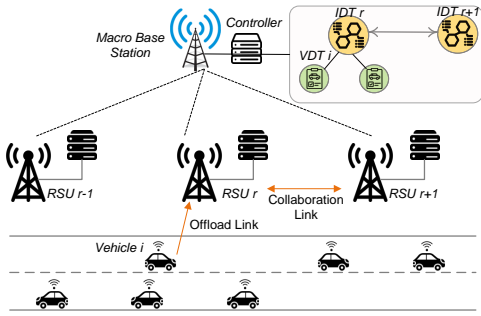 IDT r
IDT r+1
Controller
Macro Base
Station
VDT i
RSU r-1
RSU r
RSU r+1
Collaboration
Link
Offload Link
Vehicle i